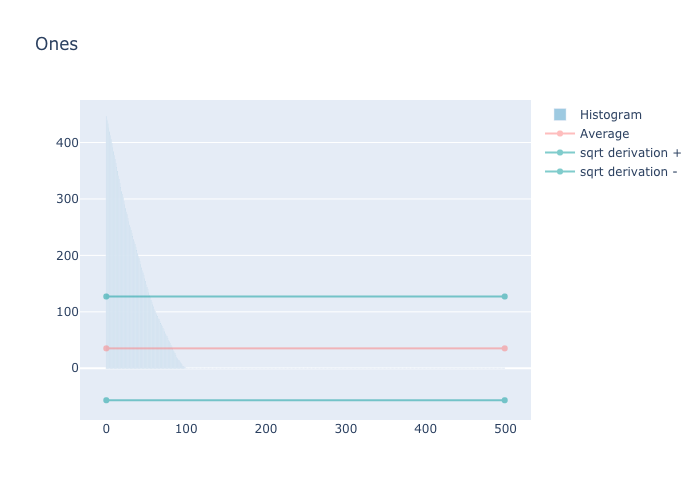 Ones
Histogram
Average
sqrt derivation +
sqrt derivation -
400
300
200
100
0
0 100 200 300 400 500